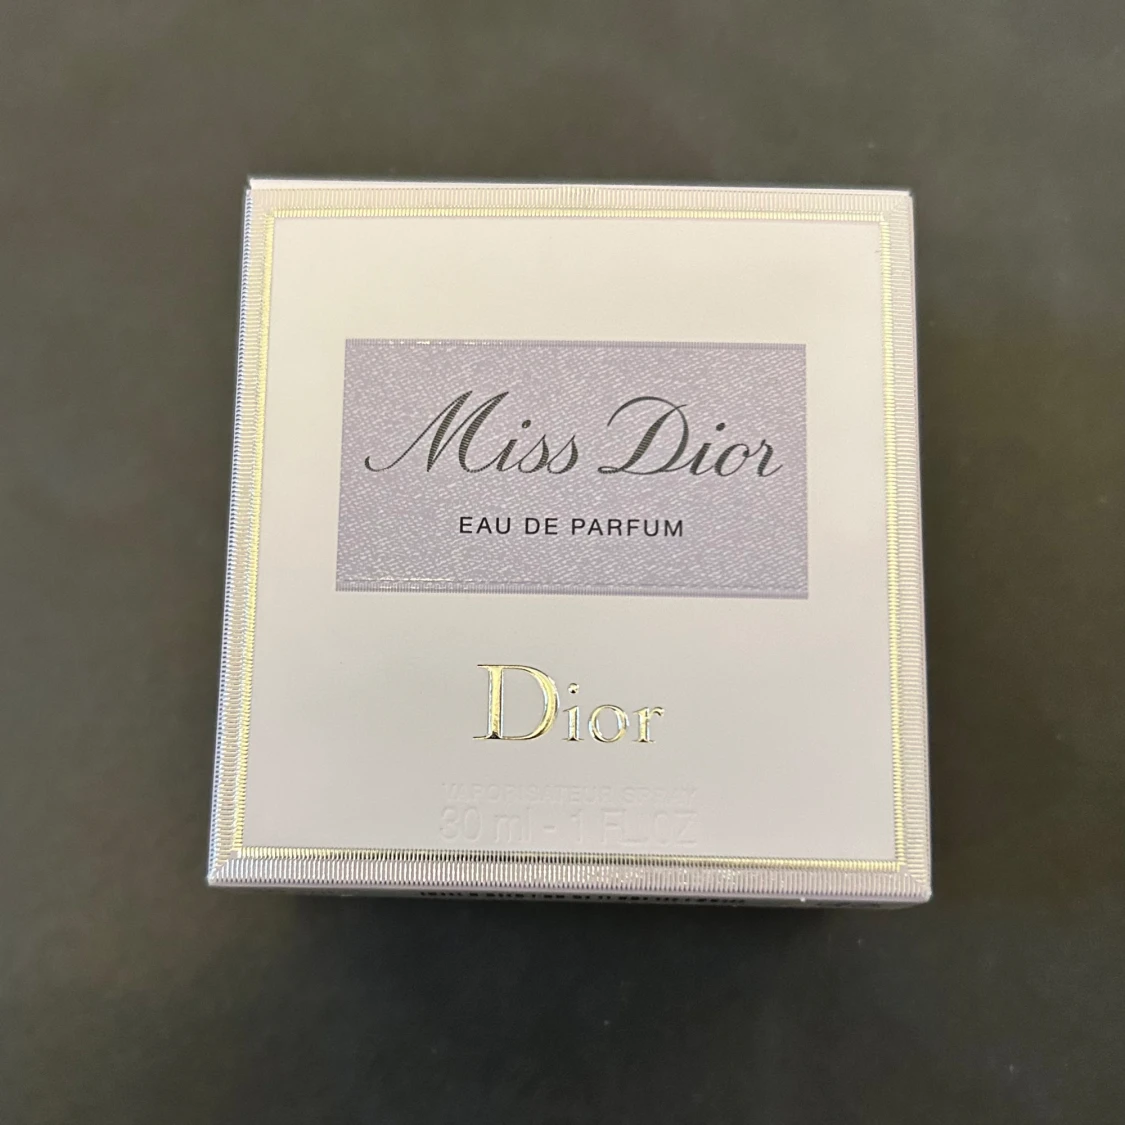 Miss Dior
EAU DE PARFUM
Dior
VAPORISATEUR SPRAY
30 ml - 1 FL.OZ